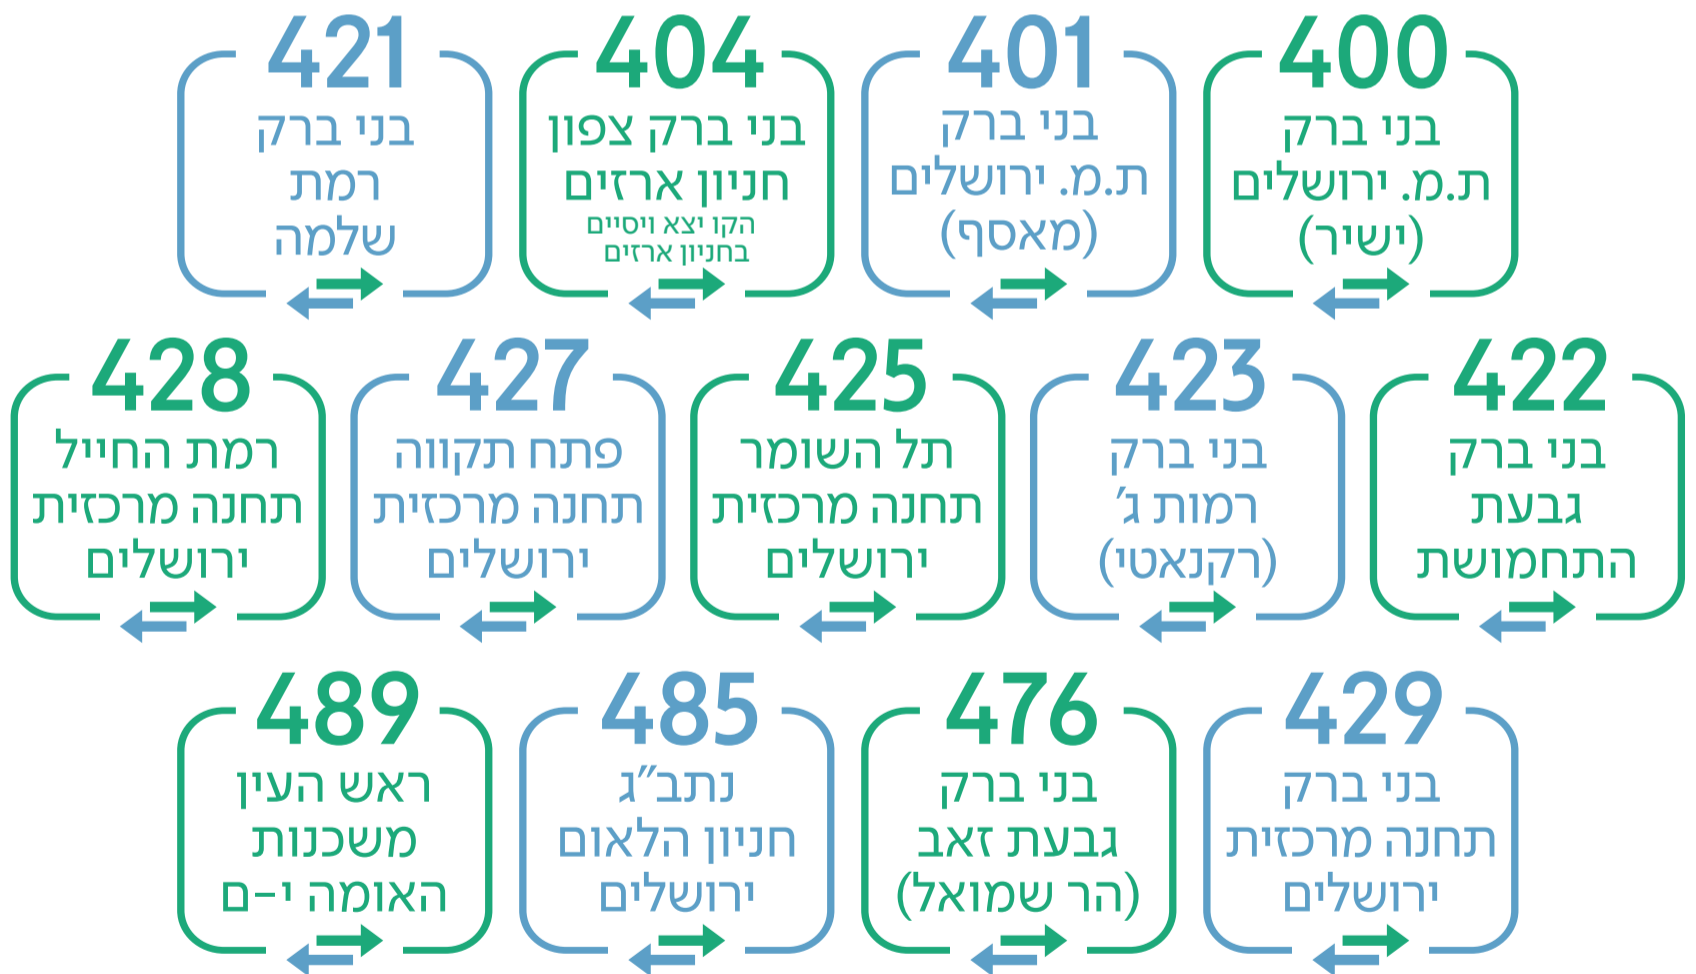 400
בני ברק
ת.מ. ירושלים
(ישיר)
401
בני ברק
ת.מ. ירושלים
(מאסף)
404
בני ברק צפון
חניון ארזים
הקו יצא ויסיים
בחניון ארזים
421
בני ברק
רמת
שלמה
422
בני ברק
גבעת
התחמושת
423
בני ברק
רמות ג'
(רקנאטי)
425
תל השומר
תחנה מרכזית
ירושלים
427
פתח תקווה
תחנה מרכזית
ירושלים
428
רמת החייל
תחנה מרכזית
ירושלים
429
בני ברק
תחנה מרכזית
ירושלים
476
בני ברק
גבעת זאב
(הר שמואל)
485
נתב"ג
חניון הלאום
ירושלים
489
ראש העין
משכנות
האומה י-ם